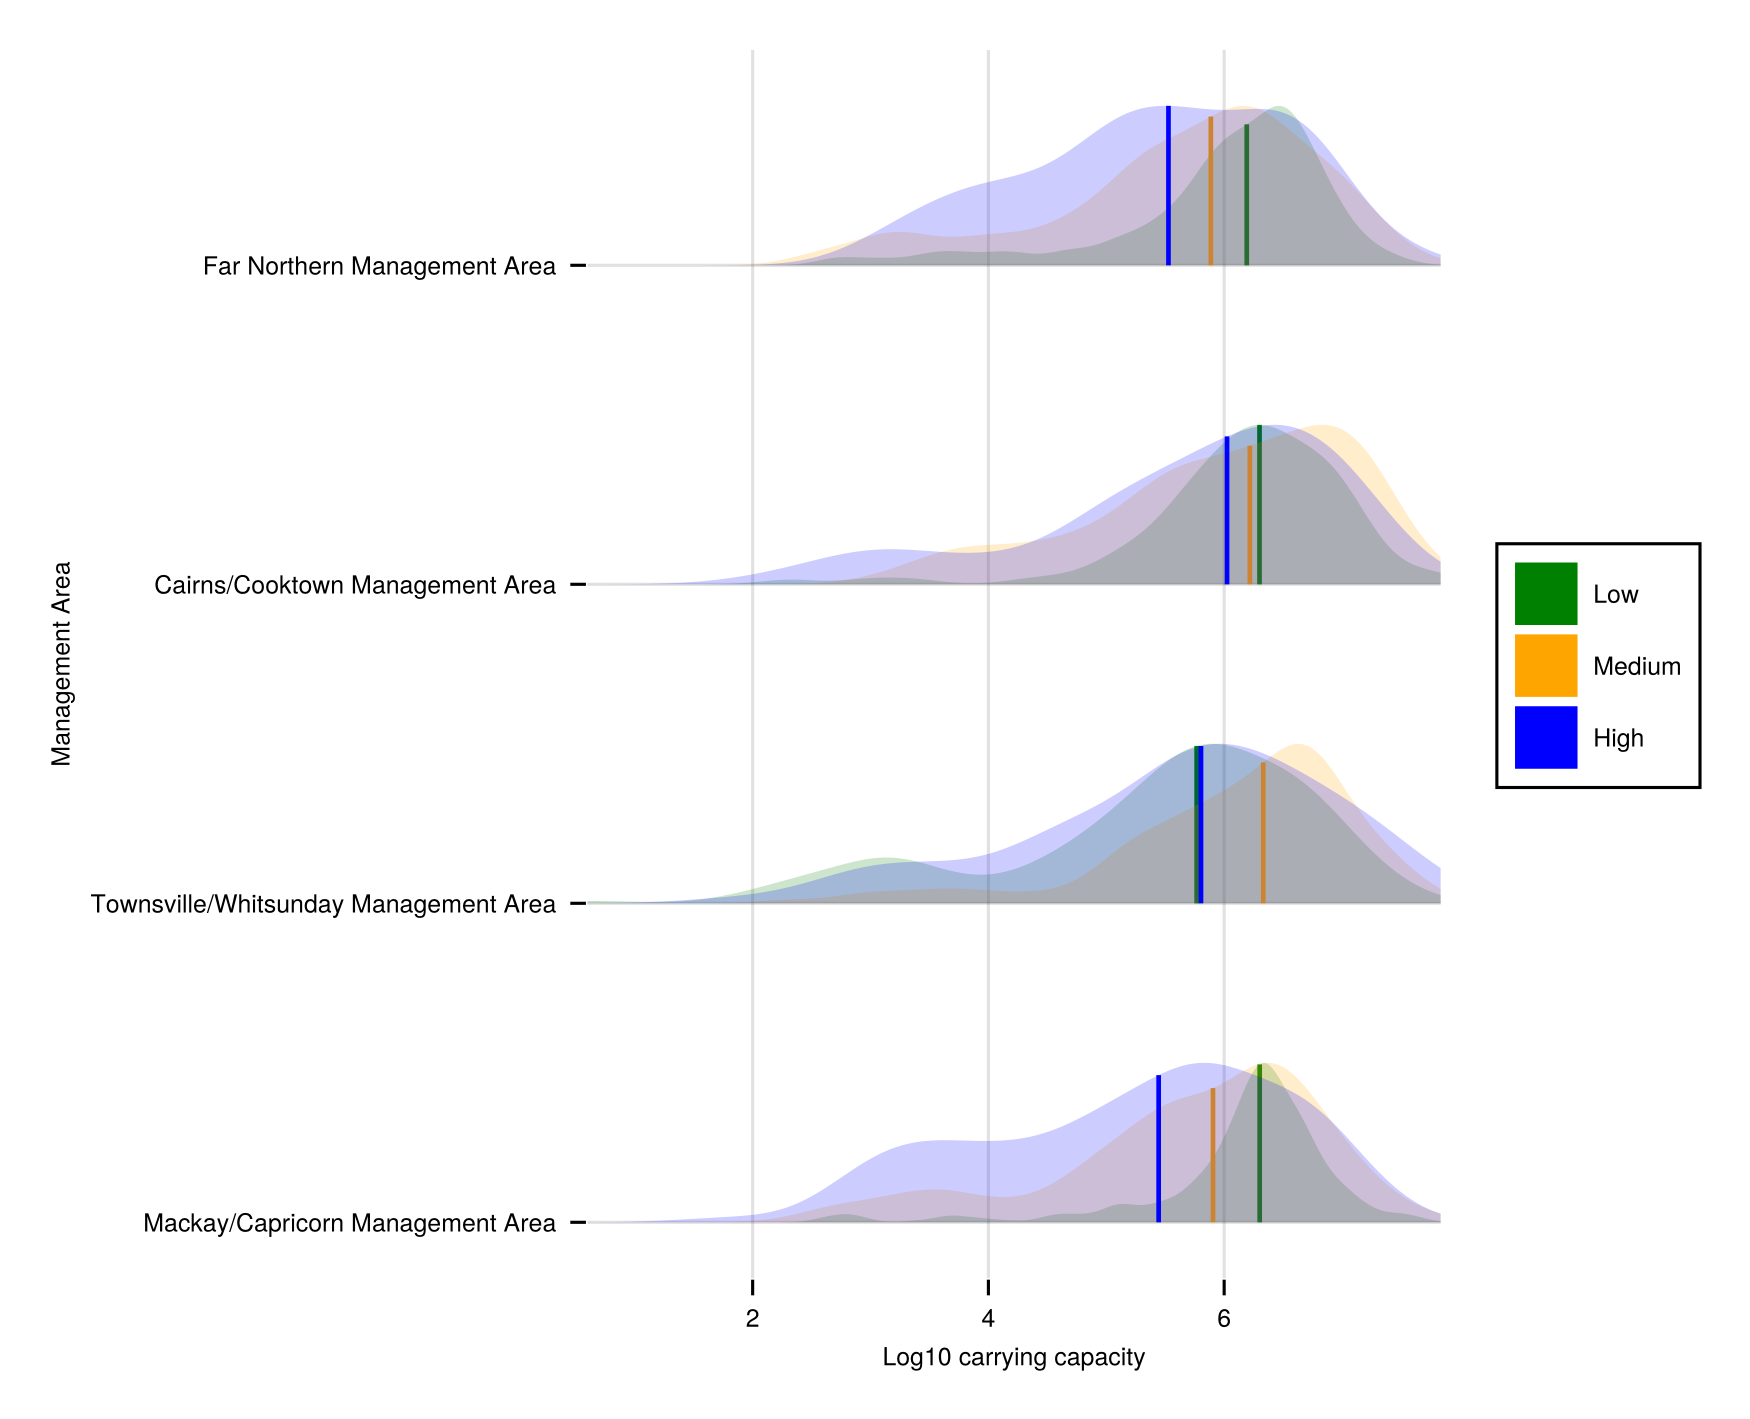 Far Northern Management Area
Cairns/Cooktown Management Area
Townsville/Whitsunday Management Area
Mackay/Capricorn Management Area
Management Area
2 4 6
Log10 carrying capacity
Low
Medium
High